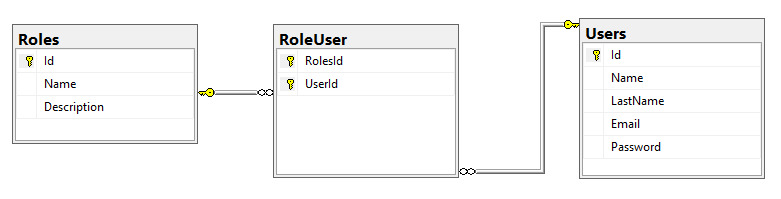 Roles
Id
Name
Description
RoleUser
RolesId
UserId
Users
Id
Name
LastName
Email
Password